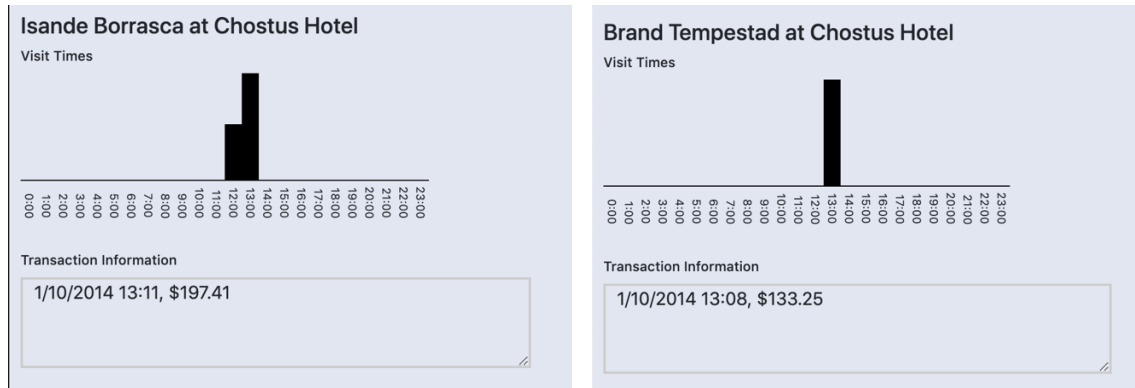 Isande Borrasca at Chostus Hotel
Visit Times
0:00 1:00 2:00 3:00 4:00 5:00 6:00 7:00 8:00 9:00 10:00 11:00 12:00 13:00 14:00 15:00 16:00 17:00 18:00 19:00 20:00 21:00 22:00 23:00
Transaction Information
1/10/2014 13:11, $197.41
Brand Tempestad at Chostus Hotel
Visit Times
0:00 1:00 2:00 3:00 4:00 5:00 6:00 7:00 8:00 9:00 10:00 11:00 12:00 13:00 14:00 15:00 16:00 17:00 18:00 19:00 20:00 21:00 22:00 23:00
Transaction Information
1/10/2014 13:08, $133.25